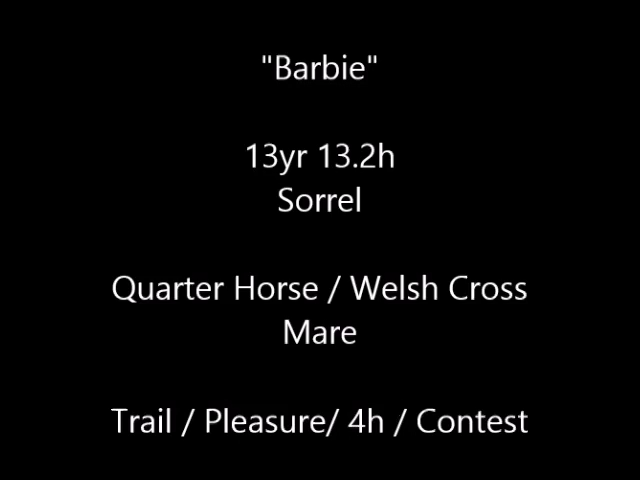 "Barbie"
13yr 13.2h
Sorrel
Quarter Horse / Welsh Cross
Mare
Trail / Pleasure/ 4h / Contest